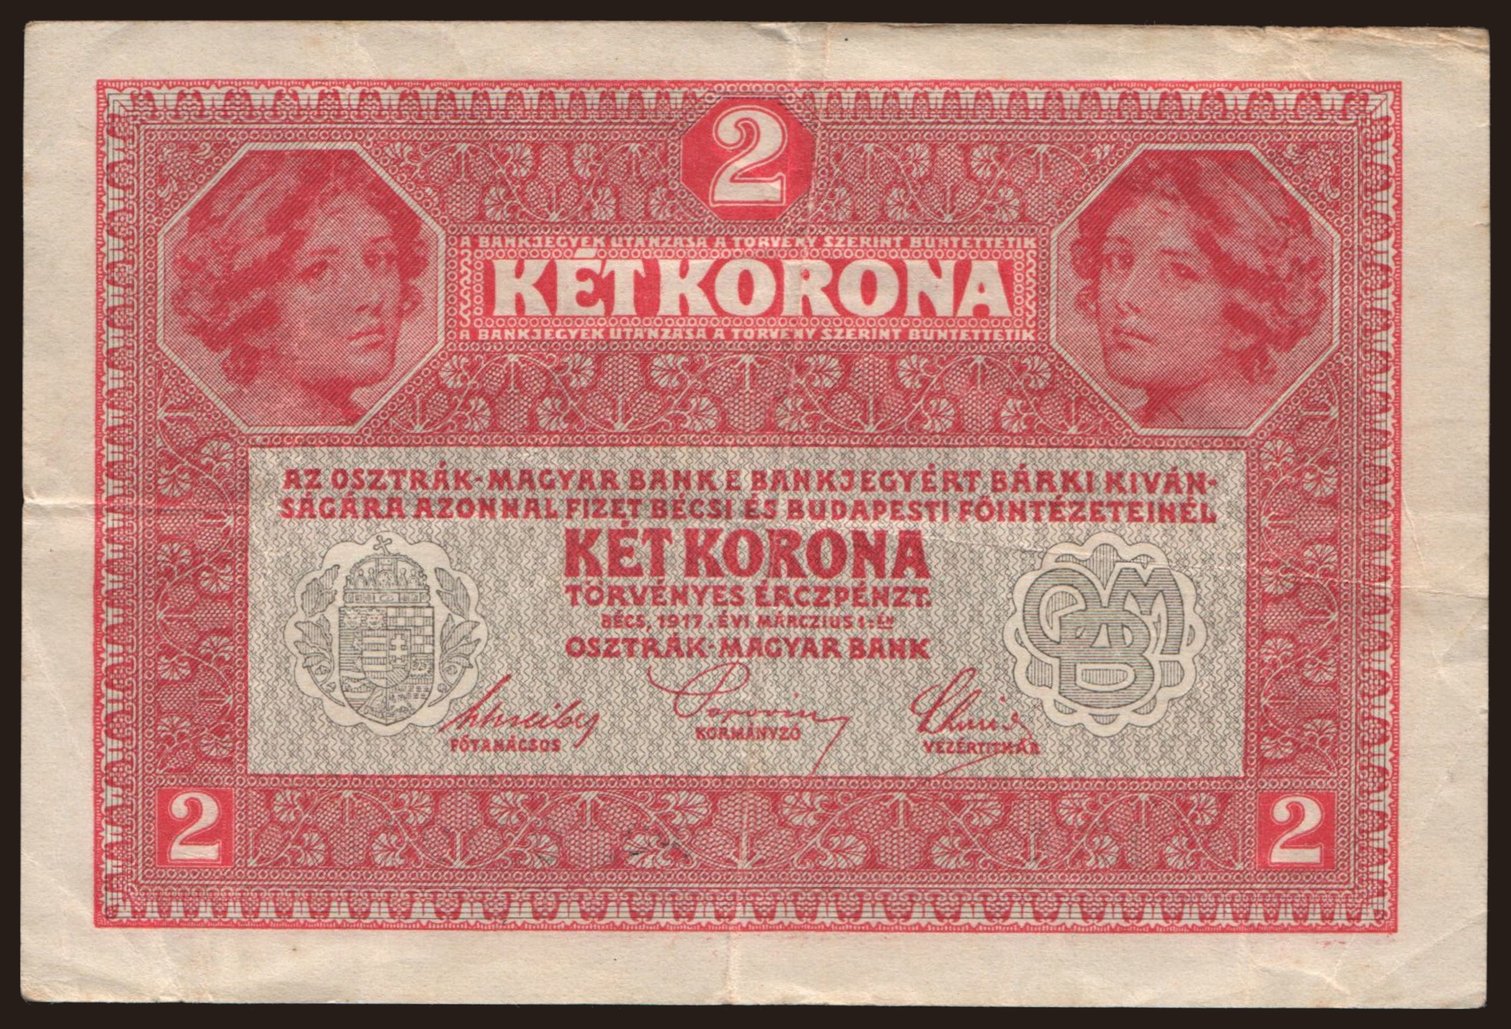 2
A BANKJEGYEK UTÁNZÁSA A TÖRVÉNY SZERINT BÜNTETTETIK
KÉT KORONA
A BANKJEGYEK UTÁNZÁSA A TÖRVÉNY SZERINT BÜNTETTETIK
AZ OSZTRÁK-MAGYAR BANK E BANKJEGYÉRT BÁRKI KIVÁN-
SÁGÁRA AZONNAL FIZET BÉCSI ÉS BUDAPESTI FŐINTÉZETEINÉL
KÉT KORONA
TÖRVÉNYES ÉRCZPÉNZT.
BÉCS, 1917. ÉVI MÁRCZIUS 1-ÉN
OSZTRÁK-MAGYAR BANK
FŐTANÁCSOS KORMÁNYZÓ VEZÉRTITKÁR
2 2